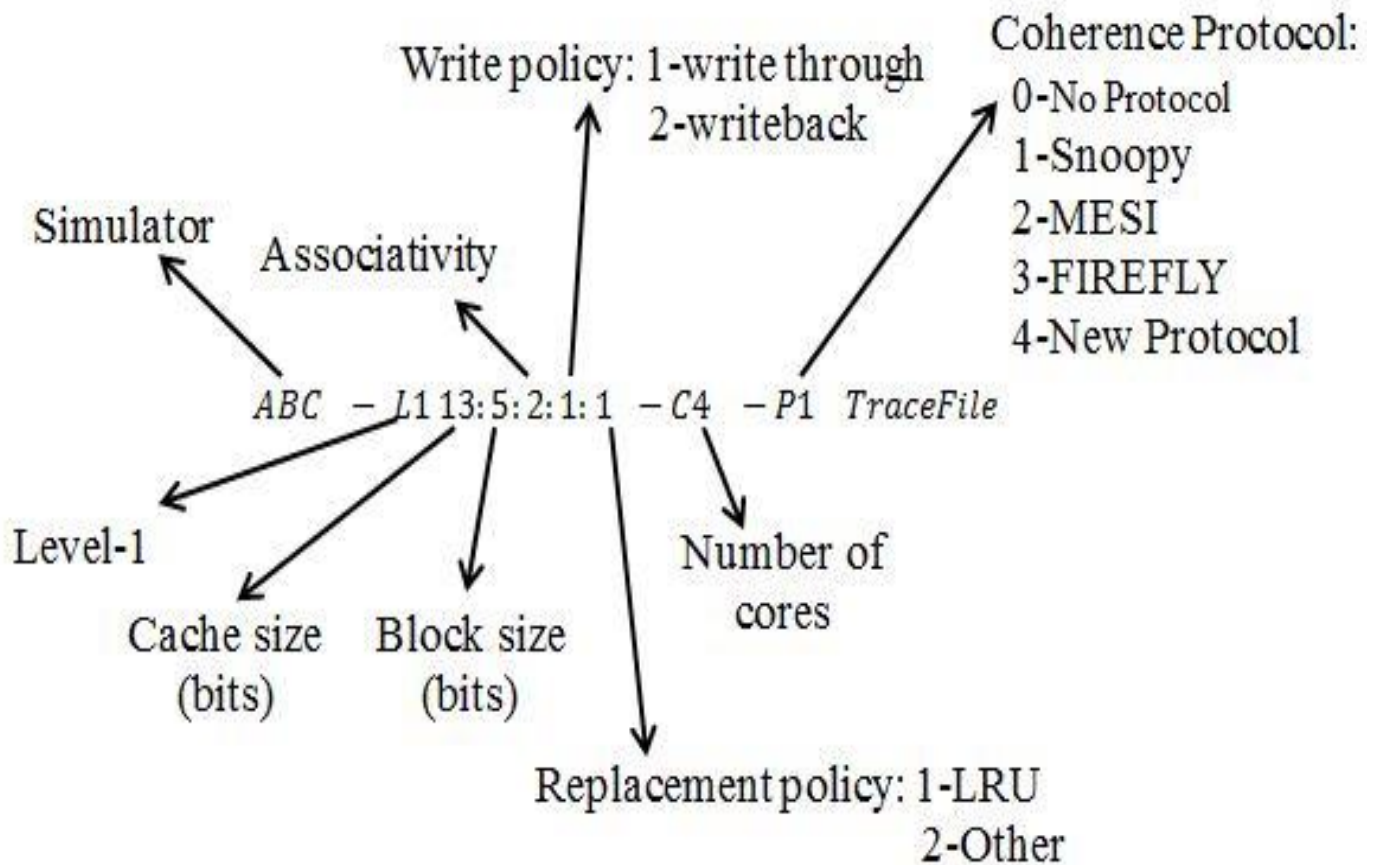 Coherence Protocol:
Write policy: 1-write through
2-writeback
0-No Protocol
1-Snoopy
2-MESI
3-FIREFLY
4-New Protocol
Simulator
Associativity
ABC - L1 13: 5: 2: 1: 1 -C4 -P1 TraceFile
Level-1
Cache size
(bits)
Block size
(bits)
Number of
cores
Replacement policy: 1-LRU
2-Other